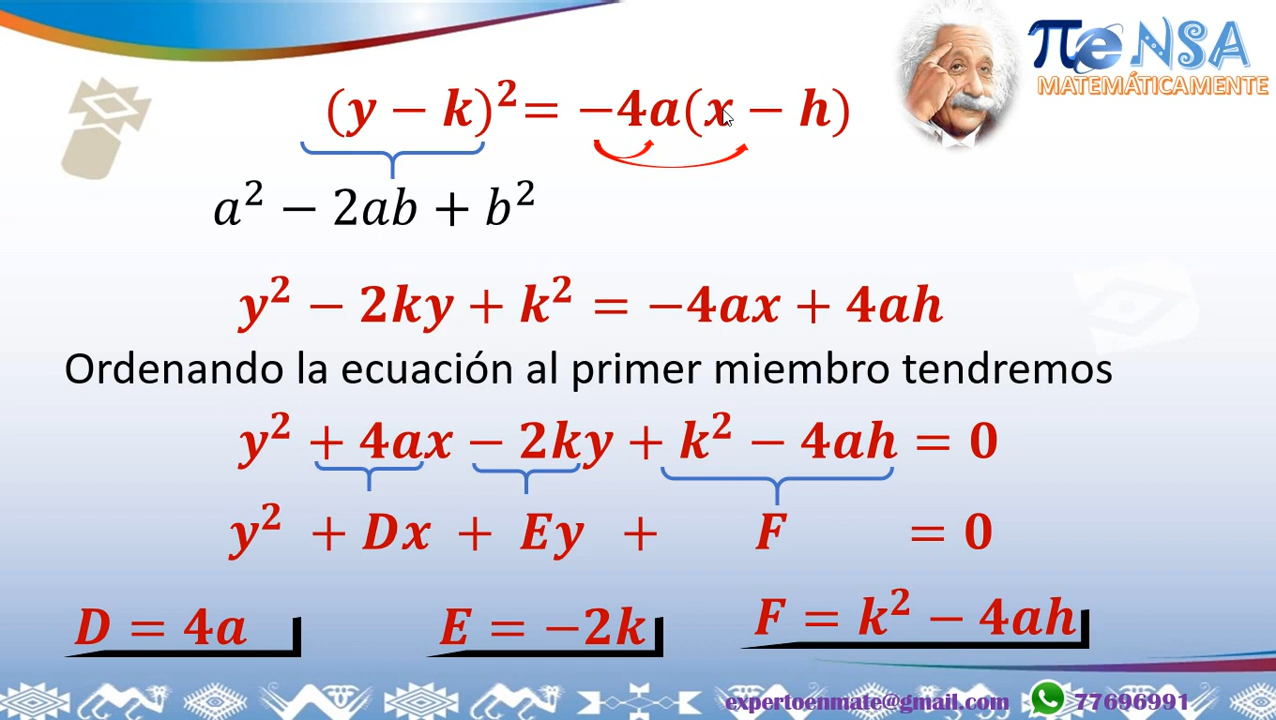 πeNSA
MATEMÁTICAMENTE
(y − k)² = −4a(x − h)
a² − 2ab + b²
y² − 2ky + k² = −4ax + 4ah
Ordenando la ecuación al primer miembro tendremos
y² + 4ax − 2ky + k² − 4ah = 0
y² + Dx + Ey + F = 0
D = 4a E = −2k F = k² − 4ah
expertoenmate@gmail.com 77696991